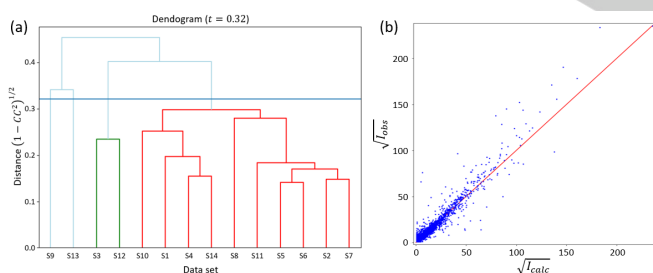 (a)
Dendogram (t = 0.32)
Distance (1 − CC²)^{1/2}
0.4
0.3
0.2
0.1
0.0
S9 S13 S3 S12 S10 S1 S4 S14 S8 S11 S5 S6 S2 S7
Data set
(b)
√I_obs
200
150
100
50
0
0 50 100 150 200
√I_calc